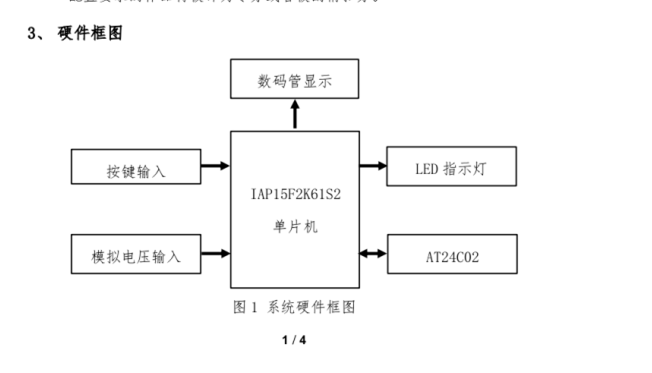 3、 硬件框图
数码管显示
按键输入
LED 指示灯
IAP15F2K61S2
单片机
模拟电压输入
AT24C02
图 1 系统硬件框图
1 / 4